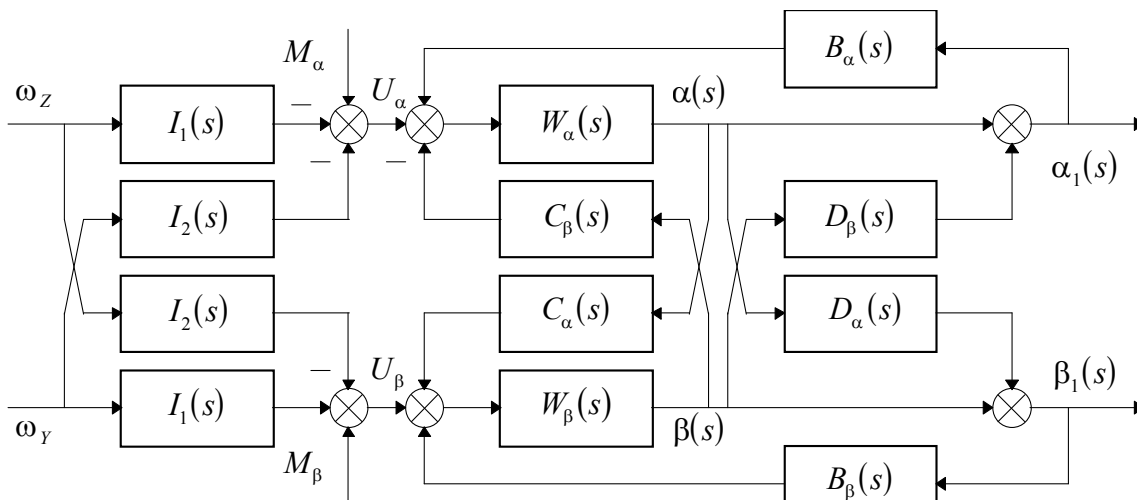 M_α
B_α(s)
ω_Z
I_1(s)
−
U_α
W_α(s)
α(s)
α_1(s)
−
−
I_2(s)
C_β(s)
D_β(s)
I_2(s)
C_α(s)
D_α(s)
−
U_β
β_1(s)
I_1(s)
W_β(s)
ω_Y
β(s)
M_β
B_β(s)